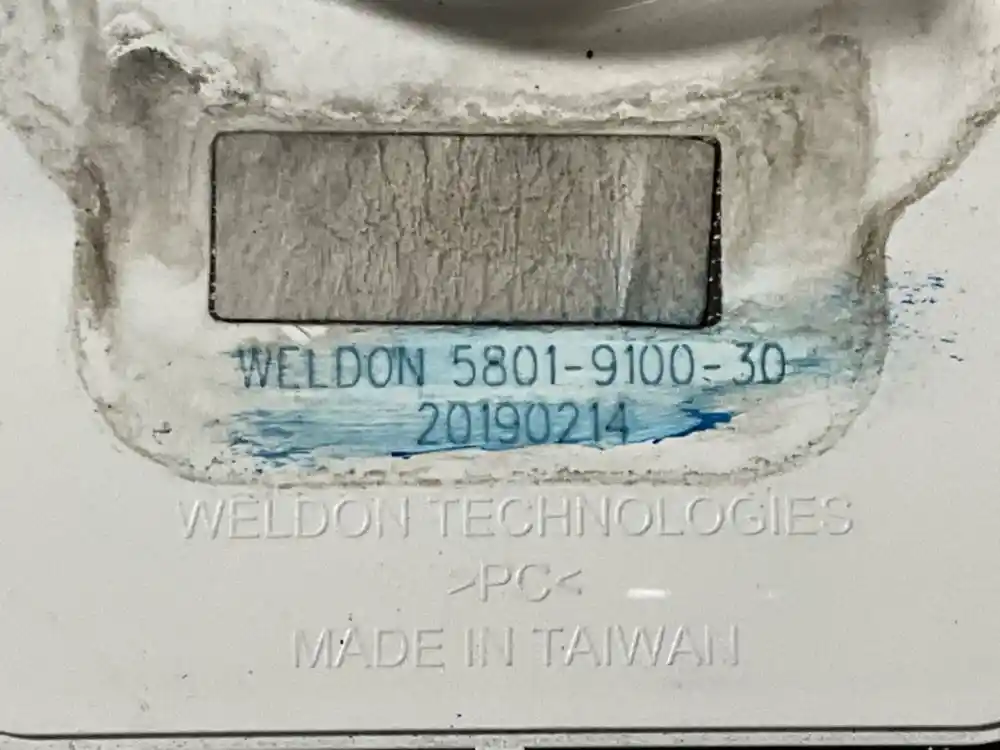 WELDON 5801-9100-30
20190214
WELDON TECHNOLOGIES
>PC<
MADE IN TAIWAN